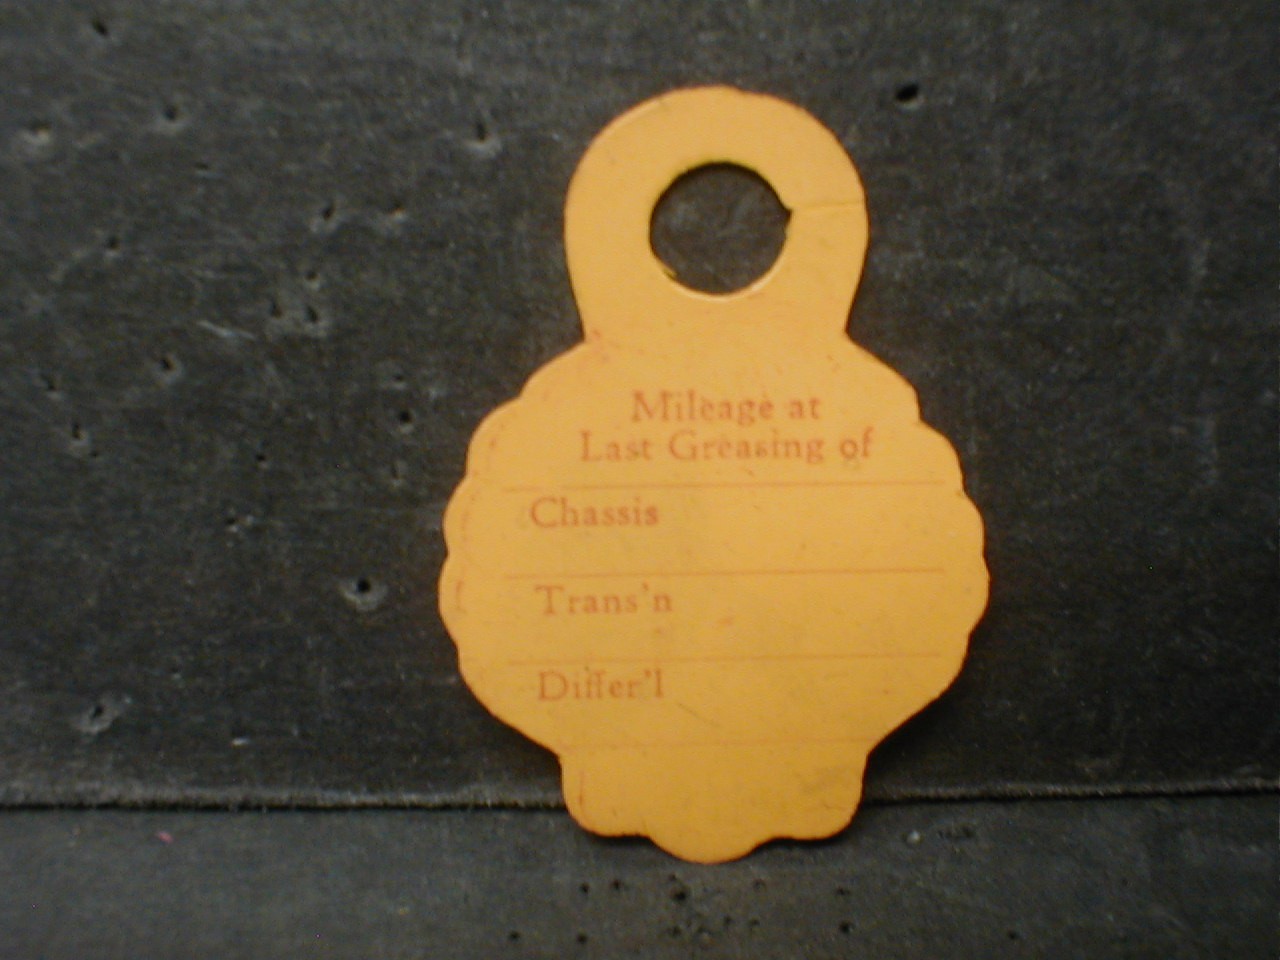 Mileage at
Last Greasing of
Chassis
Trans'n
Differ'l